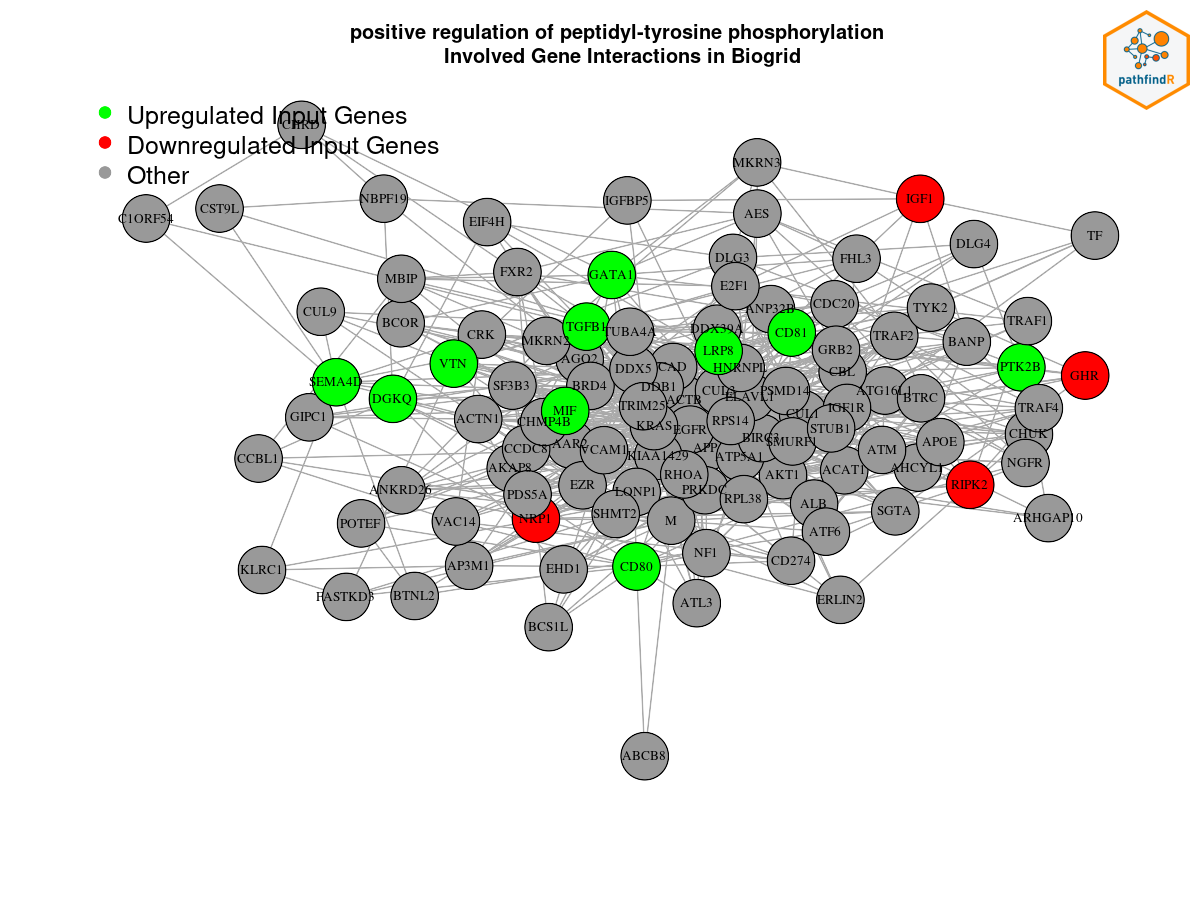 positive regulation of peptidyl-tyrosine phosphorylation
Involved Gene Interactions in Biogrid
pathfindR
Upregulated Input Genes
Downregulated Input Genes
Other
CHRD
MKRN3
C1ORF54
CST9L
NBPF19
EIF4H
IGFBP5
AES
IGF1
TF
DLG4
DLG3
FHL3
MBIP
FXR2
GATA1
E2F1
CUL9
BCOR
CRK
MKRN2
TGFB1
TUBA4A
DDX39A
ANP32B
CD81
CDC20
TYK2
TRAF1
TRAF2
BANP
GRB2
VTN
AGO2
DDX5
CAD
LRP8
HNRNPL
CBL
PTK2B
GHR
SEMA4D
DGKQ
SF3B3
BRD4
DDB1
CUL3
ELAVL1
PSMD14
ATG16L1
BTRC
GIPC1
ACTN1
CHMP4B
MIF
TRIM25
ACTB
KRAS
EGFR
RPS14
CUL1
IGF1R
STUB1
TRAF4
CHUK
CCBL1
CCDC8
AAR2
VCAM1
KIAA1429
APP
ATP5A1
BIRC3
SMURF1
ATM
APOE
NGFR
AKAP8
ANKRD26
PDS5A
EZR
LONP1
RHOA
PRKDC
RPL38
AKT1
ACAT1
AHCYL1
RIPK2
POTEF
VAC14
NRP1
SHMT2
M
ALB
ATF6
SGTA
ARHGAP10
KLRC1
FASTKD3
BTNL2
AP3M1
EHD1
CD80
NF1
CD274
ERLIN2
ATL3
BCS1L
ABCB8